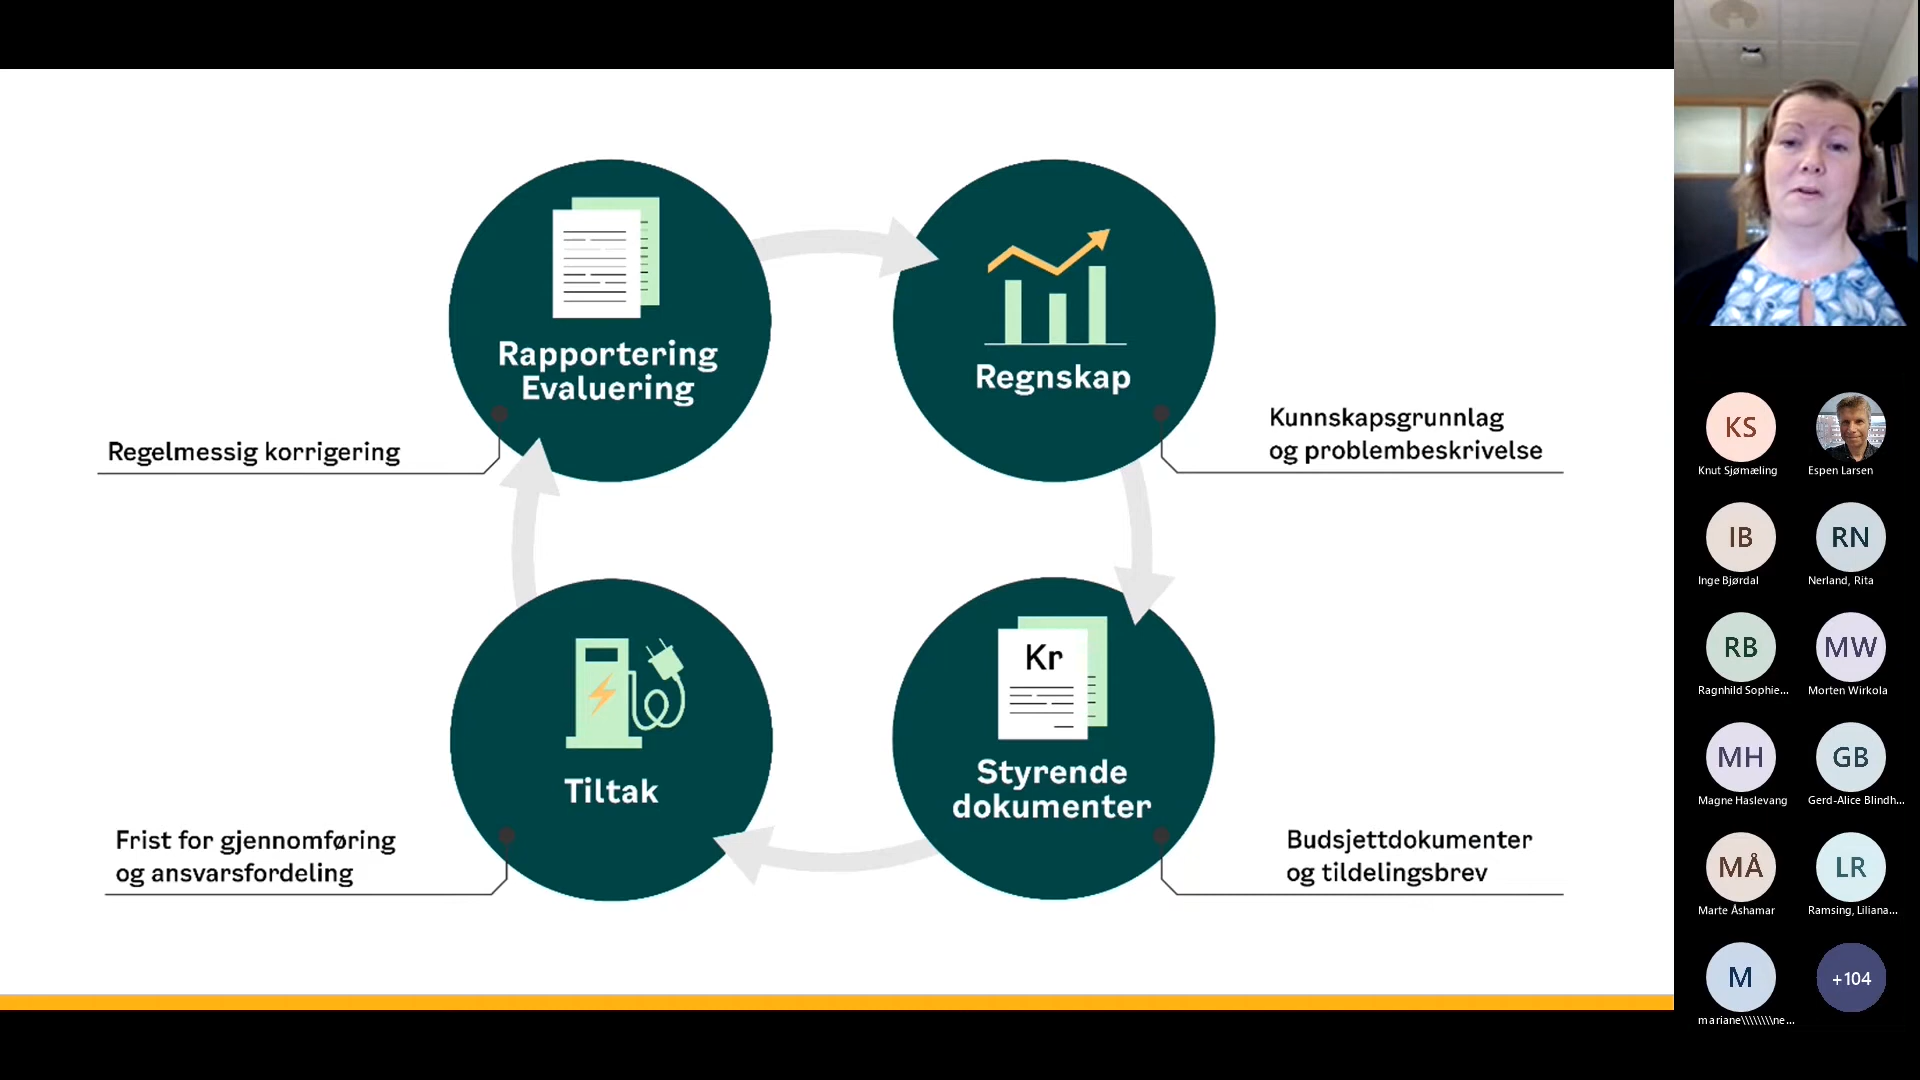 Rapportering
Evaluering
Regnskap
Regelmessig korrigering
Kunnskapsgrunnlag
og problembeskrivelse
Kr
Tiltak
Styrende
dokumenter
Frist for gjennomføring
og ansvarsfordeling
Budsjettdokumenter
og tildelingsbrev
KS
Knut Sjømæling
Espen Larsen
IB
RN
Inge Bjørdal
Nerland, Rita
RB
MW
Ragnhild Sophie...
Morten Wirkola
MH
GB
Magne Haslevang
Gerd-Alice Blindh...
MÅ
LR
Marte Åshamar
Ramsing, Liliana...
M
+104
mariane\\\\\\\\ne...